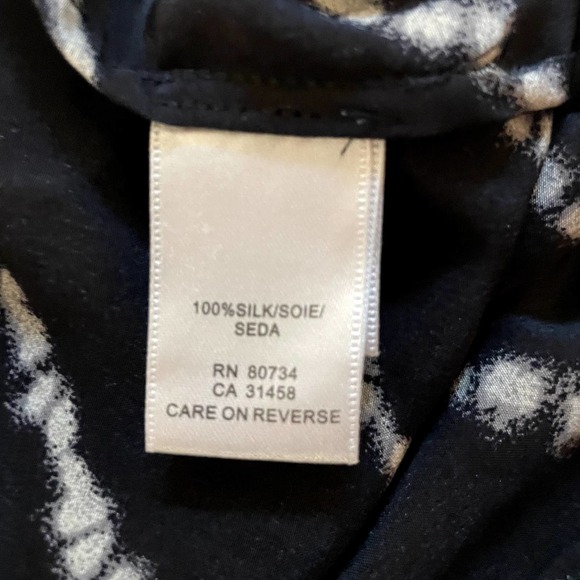 100%SILK/SOIE/
SEDA
RN 80734
CA 31458
CARE ON REVERSE